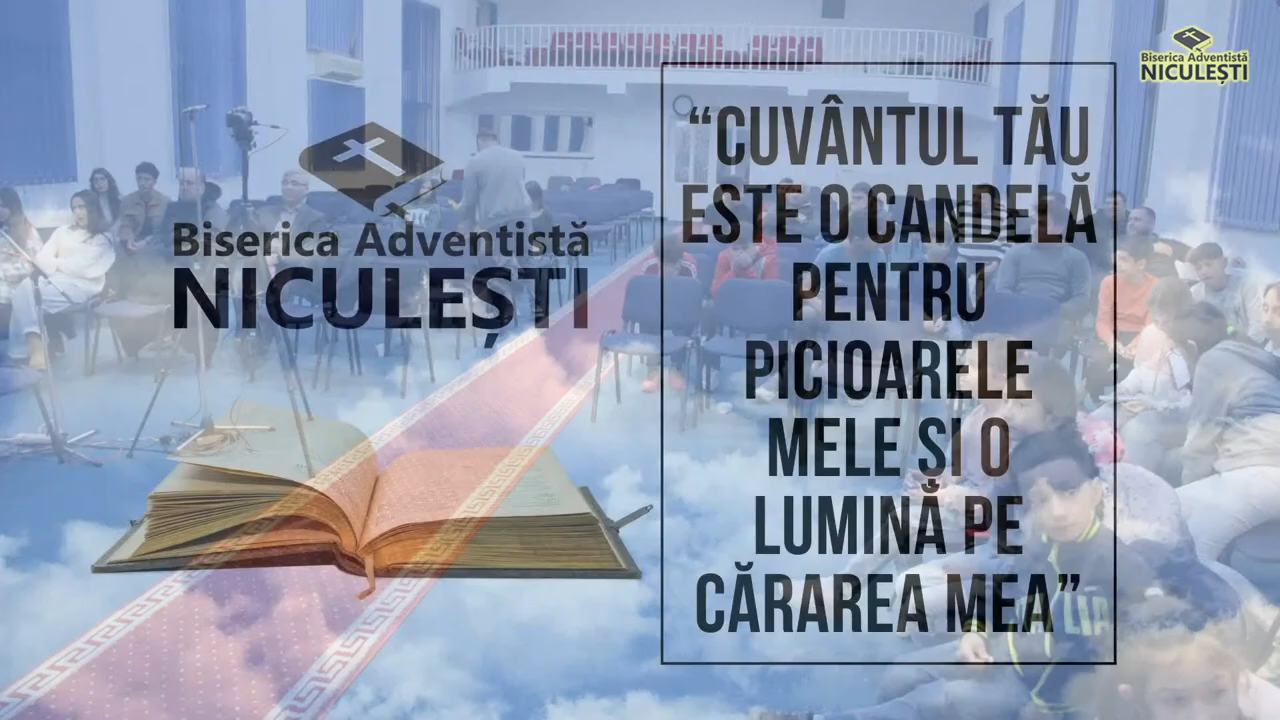 Biserica Adventistă
NICULEȘTI
Biserica Adventistă
NICULEȘTI
“CUVÂNTUL TĂU
ESTE O CANDELĂ
PENTRU
PICIOARELE
MELE ȘI O
LUMINĂ PE
CĂRAREA MEA”